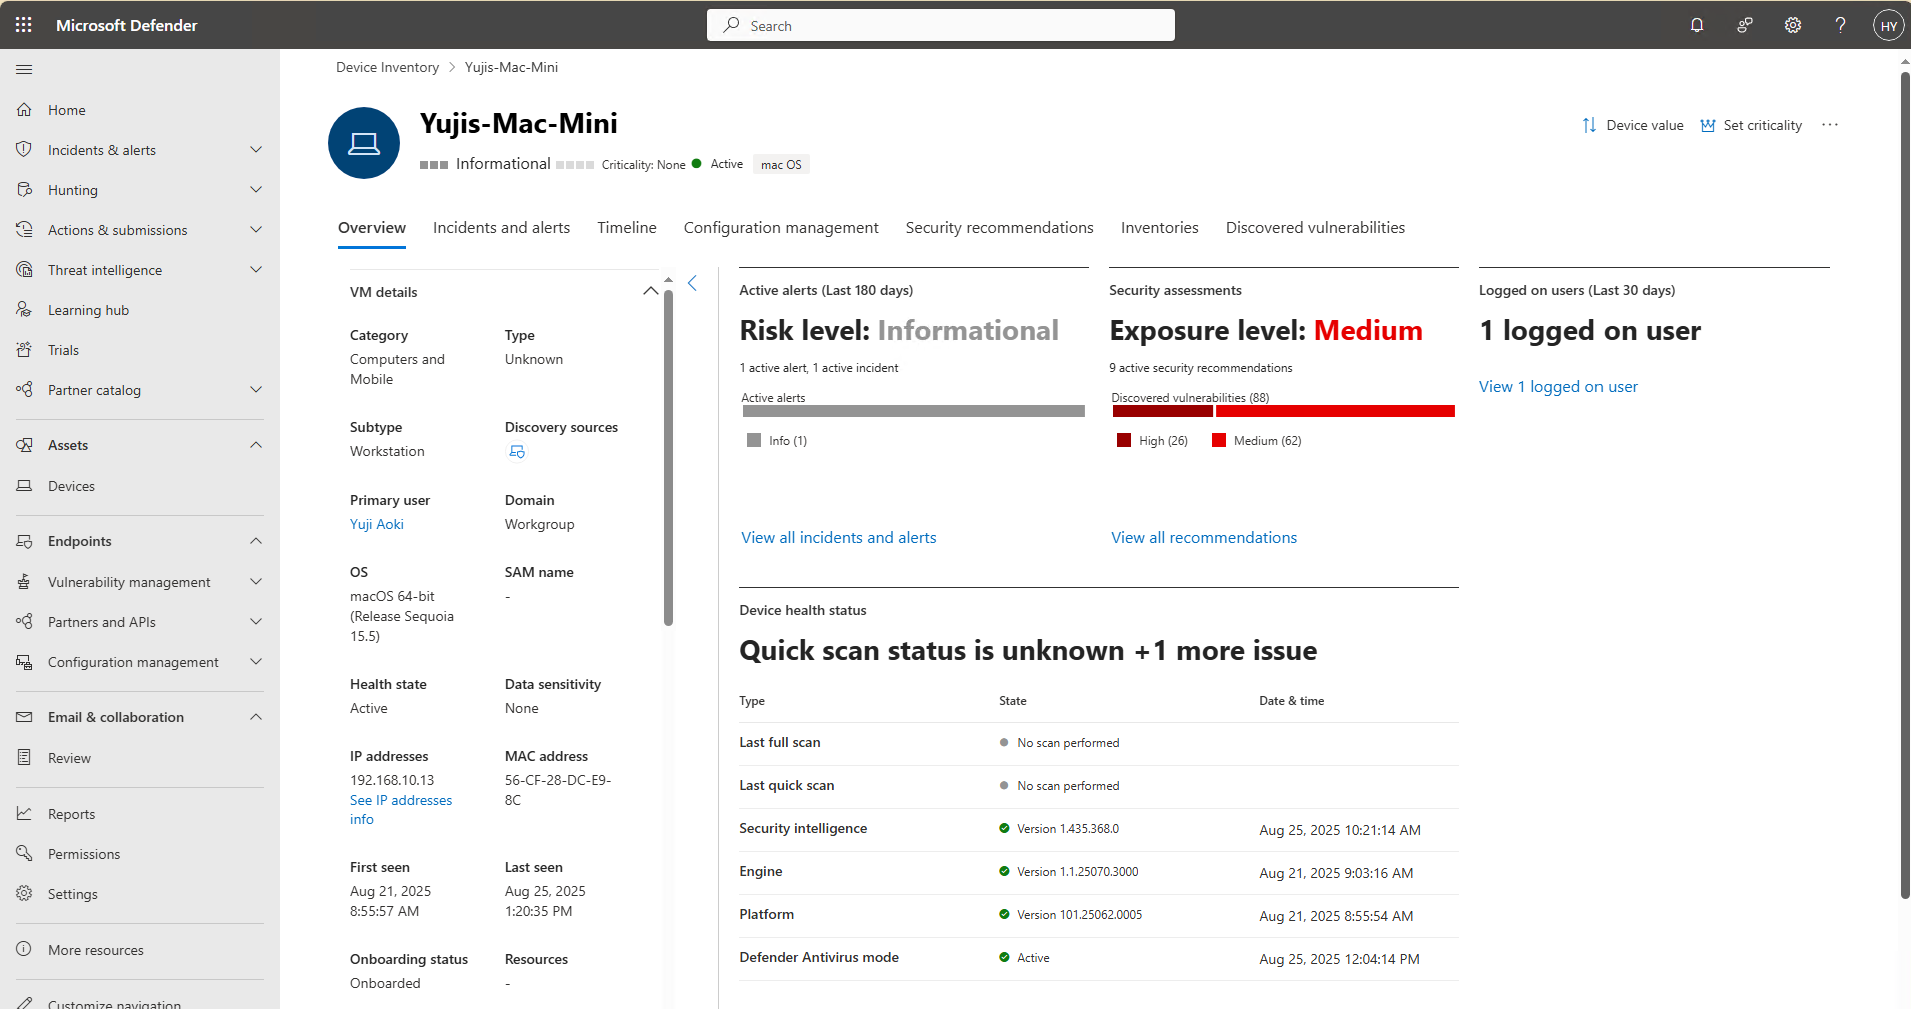 Microsoft Defender
Search
HY
Home
Incidents & alerts
Hunting
Actions & submissions
Threat intelligence
Learning hub
Trials
Partner catalog
Assets
Devices
Endpoints
Vulnerability management
Partners and APIs
Configuration management
Email & collaboration
Review
Reports
Permissions
Settings
More resources
Customize navigation
Device Inventory > Yujis-Mac-Mini
Yujis-Mac-Mini
Informational Criticality: None Active mac OS
Device value Set criticality ...
Overview Incidents and alerts Timeline Configuration management Security recommendations Inventories Discovered vulnerabilities
VM details
Category Type
Computers and Unknown
Mobile
Subtype Discovery sources
Workstation
Primary user Domain
Yuji Aoki Workgroup
OS SAM name
macOS 64-bit -
(Release Sequoia
15.5)
Health state Data sensitivity
Active None
IP addresses MAC address
192.168.10.13 56-CF-28-DC-E9-
See IP addresses 8C
info
First seen Last seen
Aug 21, 2025 Aug 25, 2025
8:55:57 AM 1:20:35 PM
Onboarding status Resources
Onboarded -
Active alerts (Last 180 days)
Risk level: Informational
1 active alert, 1 active incident
Active alerts
Info (1)
View all incidents and alerts
Security assessments
Exposure level: Medium
9 active security recommendations
Discovered vulnerabilities (88)
High (26) Medium (62)
View all recommendations
Logged on users (Last 30 days)
1 logged on user
View 1 logged on user
Device health status
Quick scan status is unknown +1 more issue
Type State Date & time
Last full scan No scan performed
Last quick scan No scan performed
Security intelligence Version 1.435.368.0 Aug 25, 2025 10:21:14 AM
Engine Version 1.1.25070.3000 Aug 21, 2025 9:03:16 AM
Platform Version 101.25062.0005 Aug 21, 2025 8:55:54 AM
Defender Antivirus mode Active Aug 25, 2025 12:04:14 PM